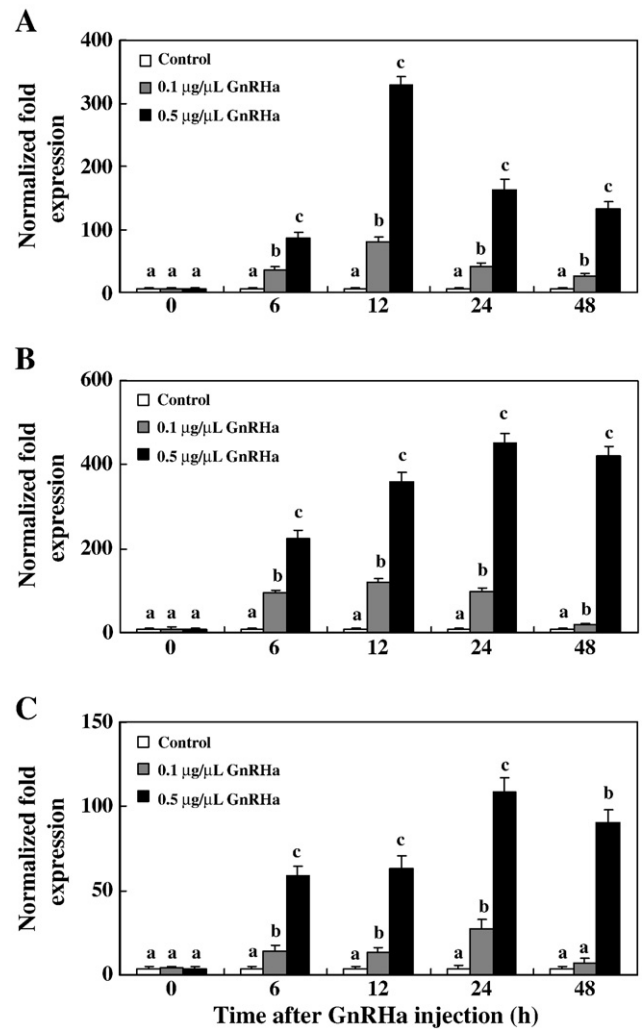 A
Normalized fold
expression
400
300
200
100
0
Control
0.1 µg/µL GnRHa
0.5 µg/µL GnRHa
a a a
a b c
a b c
a b c
a b c
0 6 12 24 48
B
Normalized fold
expression
600
400
200
0
Control
0.1 µg/µL GnRHa
0.5 µg/µL GnRHa
a a a
a b c
a b c
a b c
a b c
0 6 12 24 48
C
Normalized fold
expression
150
100
50
0
Control
0.1 µg/µL GnRHa
0.5 µg/µL GnRHa
a a a
a b c
a b c
a b c
a a b
0 6 12 24 48
Time after GnRHa injection (h)